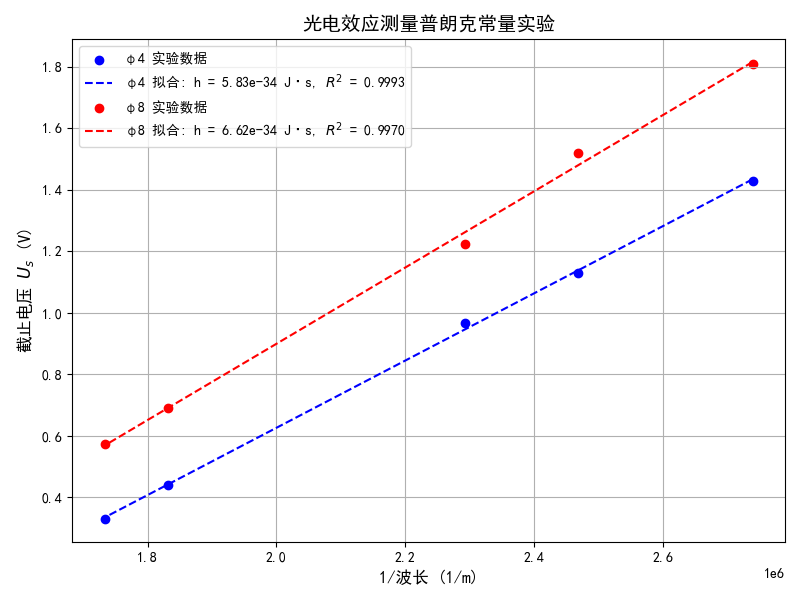 光电效应测量普朗克常量实验
φ4 实验数据
φ4 拟合: h = 5.83e-34 J·s, R² = 0.9993
φ8 实验数据
φ8 拟合: h = 6.62e-34 J·s, R² = 0.9970
截止电压 Uₛ (V)
1.8
1.6
1.4
1.2
1.0
0.8
0.6
0.4
1.8 2.0 2.2 2.4 2.6
1e6
1/波长 (1/m)